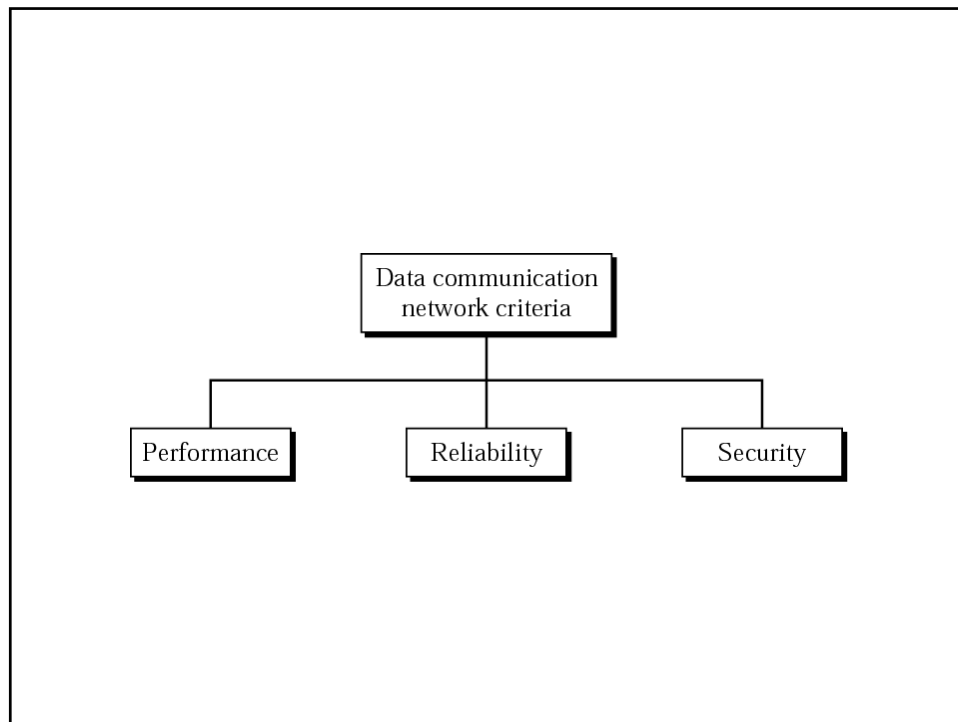 Data communication
network criteria
Performance
Reliability
Security